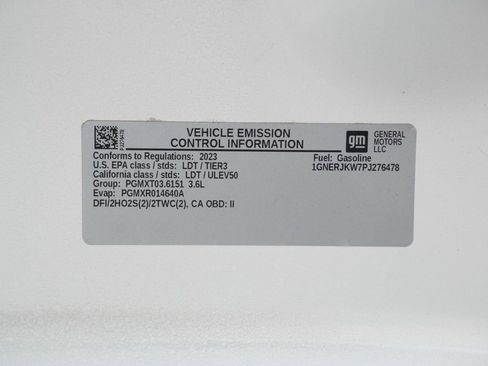 VEHICLE EMISSION
CONTROL INFORMATION
gm
GENERAL
MOTORS
LLC
Conforms to Regulations: 2023
Fuel: Gasoline
U.S. EPA class / stds: LDT / TIER3
1GNERJKW7PJ276478
California class / stds: LDT / ULEV50
Group: PGMXT03.6151 3.6L
Evap: PGMXR014640A
DFI/2HO2S(2)/2TWC(2), CA OBD: II